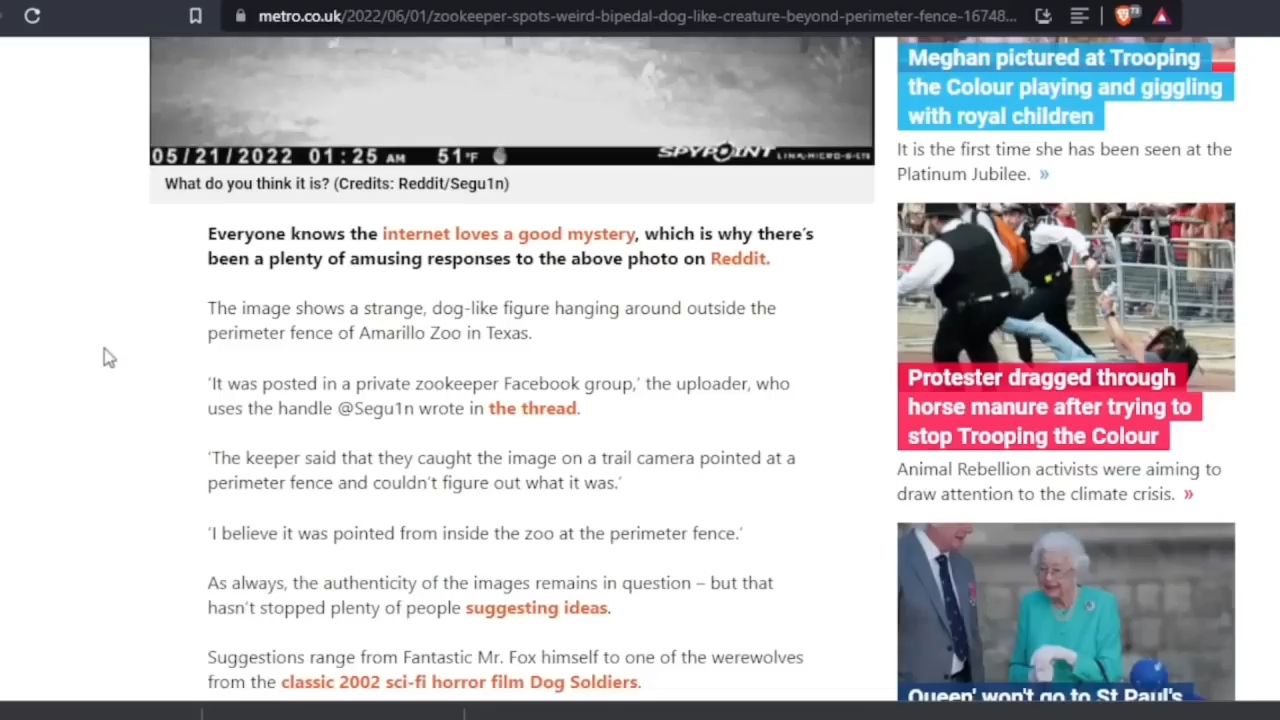 metro.co.uk/2022/06/01/zookeeper-spots-weird-bipedal-dog-like-creature-beyond-perimeter-fence-16748...
73
05/21/2022 01:25 AM 51°F SPYPOINT LINK-MICRO-S-LTE
What do you think it is? (Credits: Reddit/Segu1n)
Everyone knows the internet loves a good mystery, which is why there's
been a plenty of amusing responses to the above photo on Reddit.
The image shows a strange, dog-like figure hanging around outside the
perimeter fence of Amarillo Zoo in Texas.
'It was posted in a private zookeeper Facebook group,' the uploader, who
uses the handle @Segu1n wrote in the thread.
'The keeper said that they caught the image on a trail camera pointed at a
perimeter fence and couldn't figure out what it was.'
'I believe it was pointed from inside the zoo at the perimeter fence.'
As always, the authenticity of the images remains in question – but that
hasn't stopped plenty of people suggesting ideas.
Suggestions range from Fantastic Mr. Fox himself to one of the werewolves
from the classic 2002 sci-fi horror film Dog Soldiers.
Meghan pictured at Trooping
the Colour playing and giggling
with royal children
It is the first time she has been seen at the
Platinum Jubilee. »
Protester dragged through
horse manure after trying to
stop Trooping the Colour
Animal Rebellion activists were aiming to
draw attention to the climate crisis. »
Queen' won't go to St Paul's